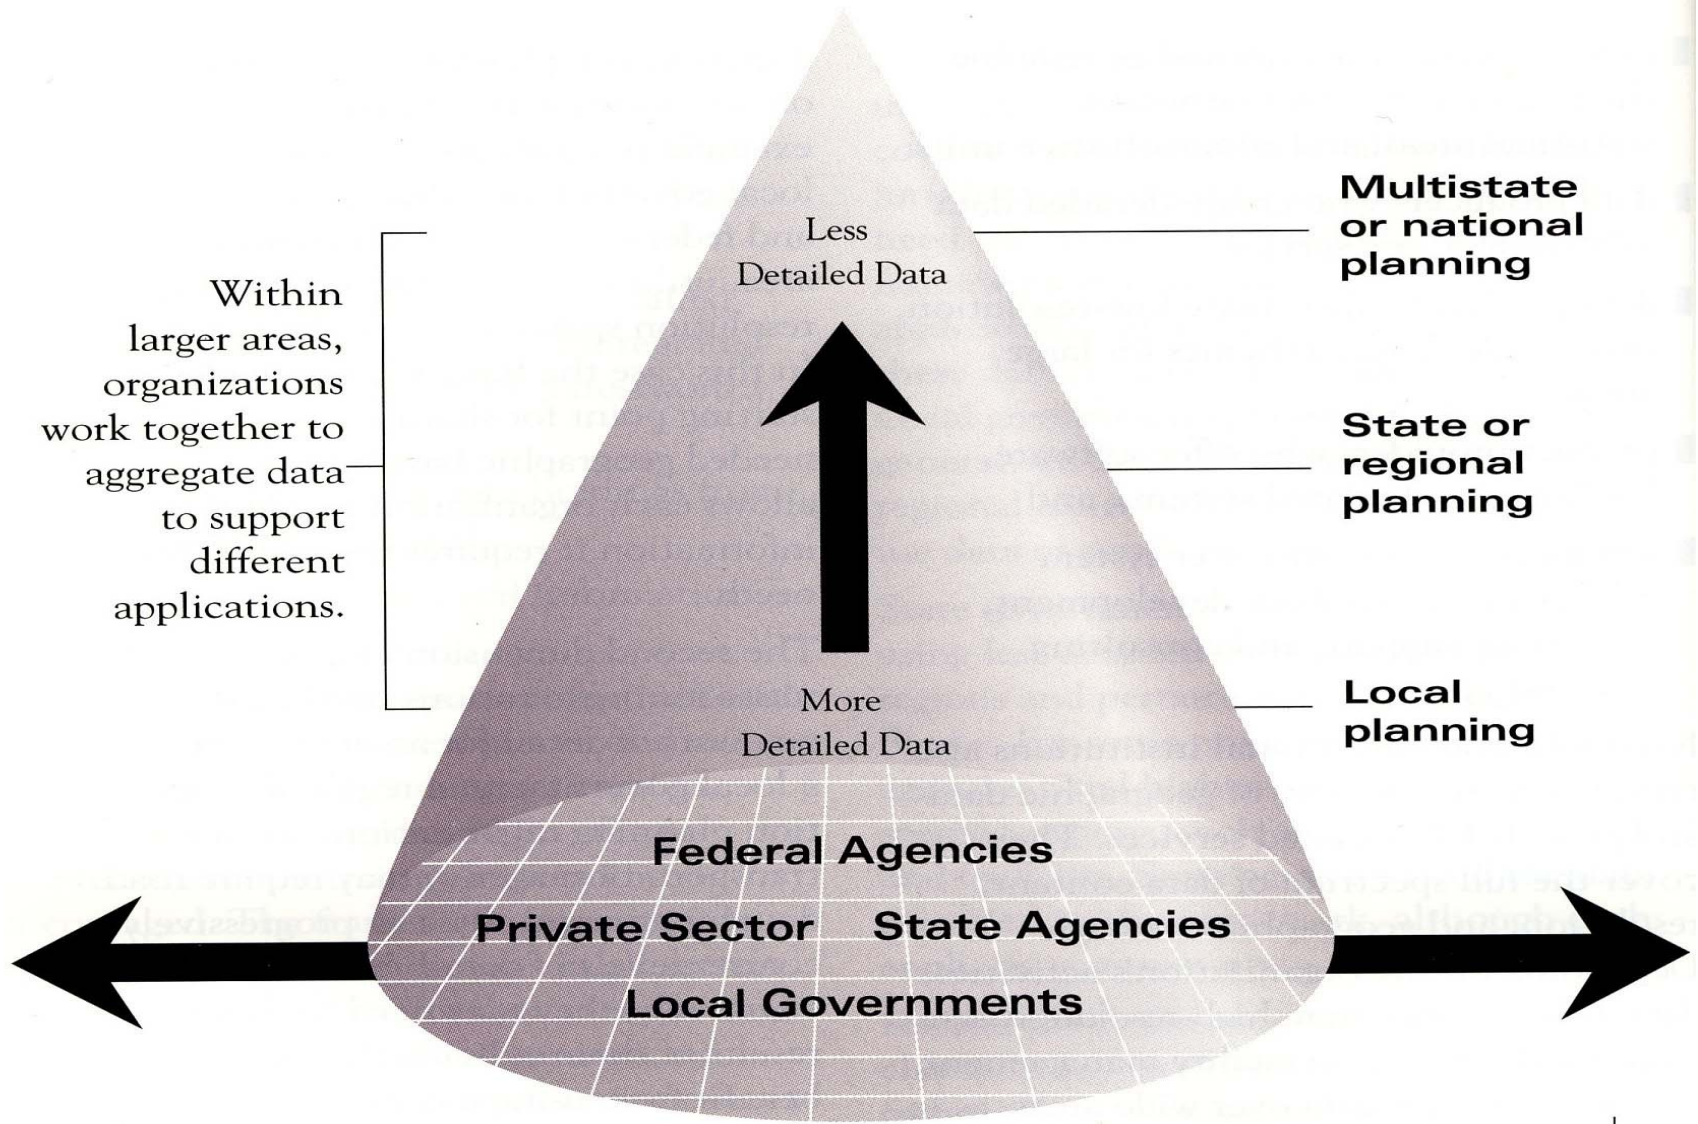 Less
Detailed Data
Multistate
or national
planning
Within
larger areas,
organizations
work together to
aggregate data
to support
different
applications.
State or
regional
planning
More
Detailed Data
Local
planning
Federal Agencies
Private Sector State Agencies
Local Governments